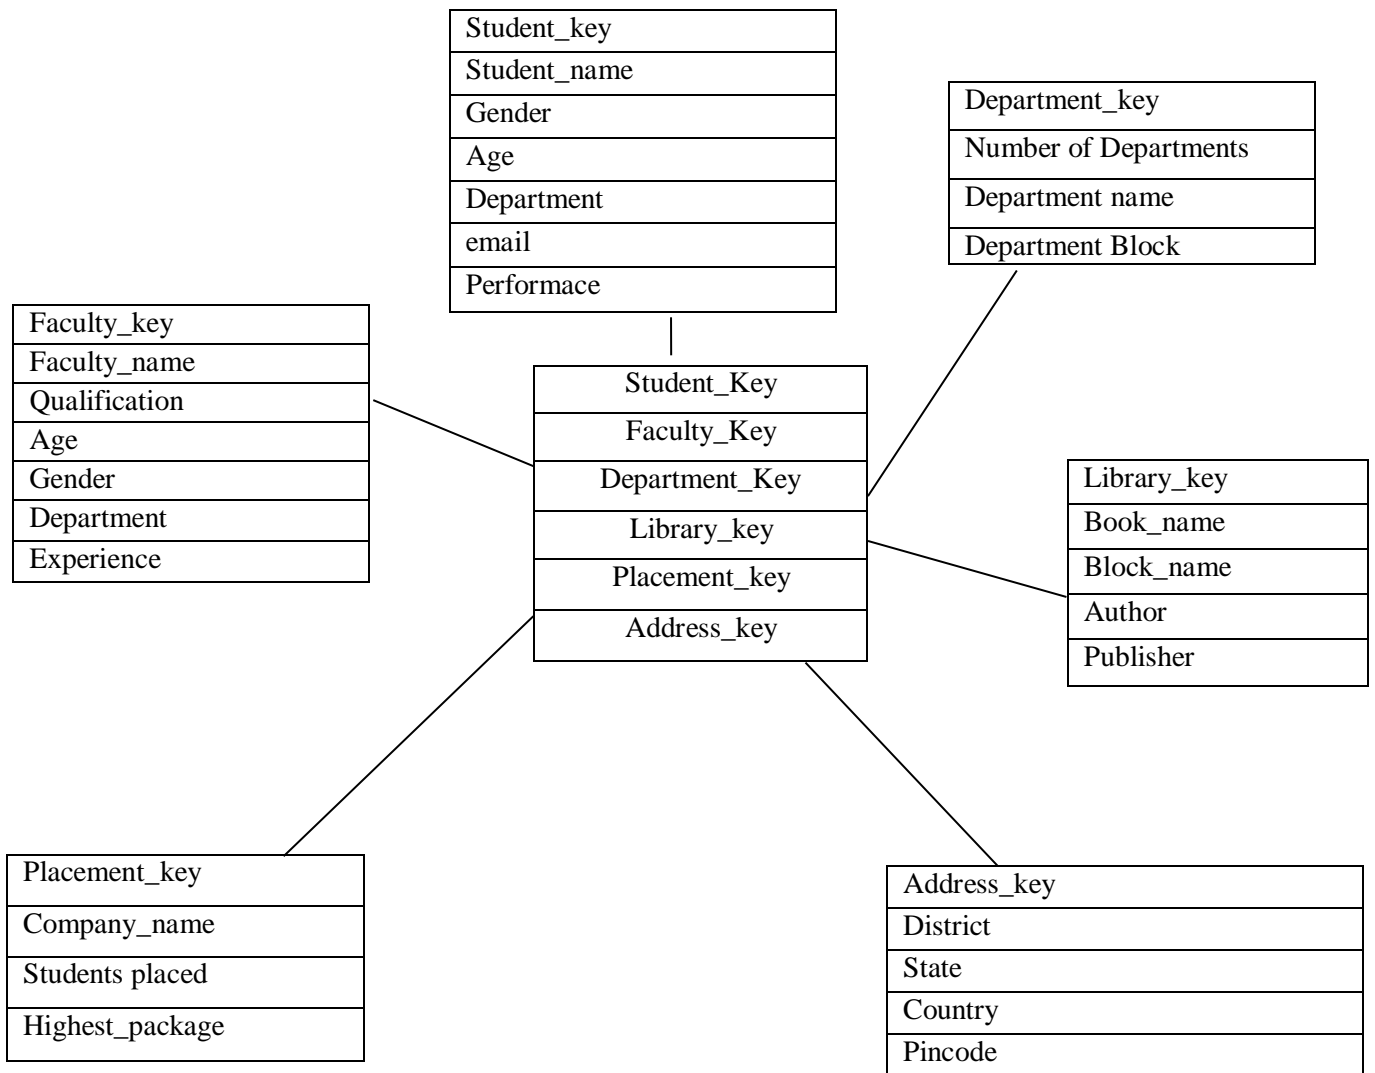 Student_key
Student_name
Gender
Age
Department
email
Performace
Department_key
Number of Departments
Department name
Department Block
Faculty_key
Faculty_name
Qualification
Age
Gender
Department
Experience
Student_Key
Faculty_Key
Department_Key
Library_key
Placement_key
Address_key
Library_key
Book_name
Block_name
Author
Publisher
Placement_key
Company_name
Students placed
Highest_package
Address_key
District
State
Country
Pincode